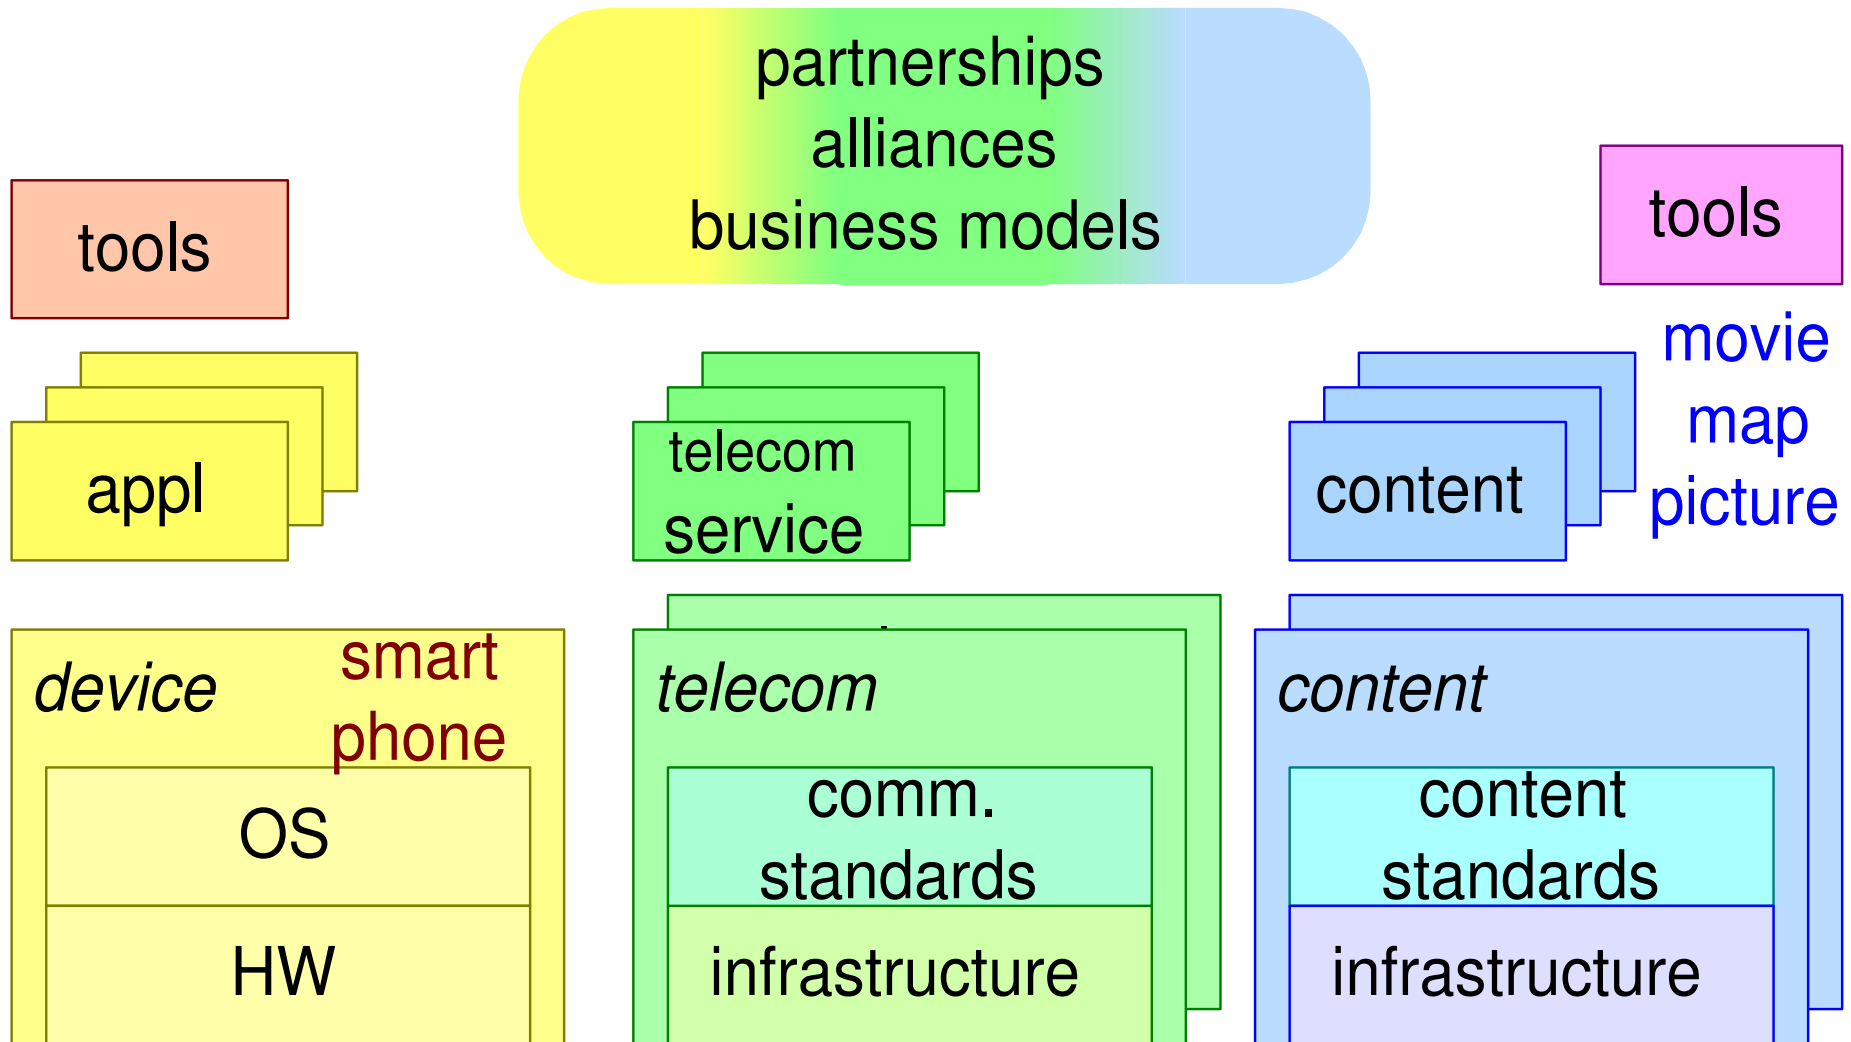 partnerships
alliances
business models
tools
tools
movie
map
picture
appl
telecom
service
content
device
smart
phone
telecom
content
OS
comm.
standards
content
standards
HW
infrastructure
infrastructure